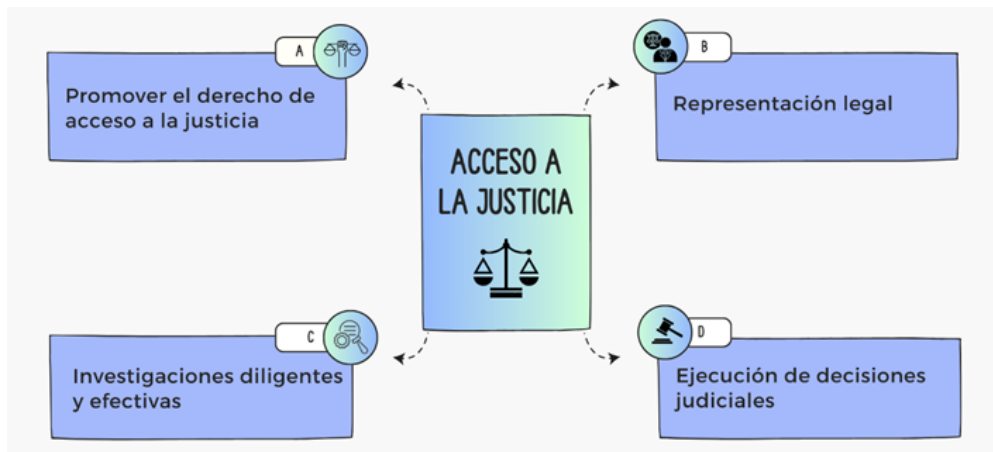 A
Promover el derecho de
acceso a la justicia
B
Representación legal
ACCESO A
LA JUSTICIA
C
Investigaciones diligentes
y efectivas
D
Ejecución de decisiones
judiciales